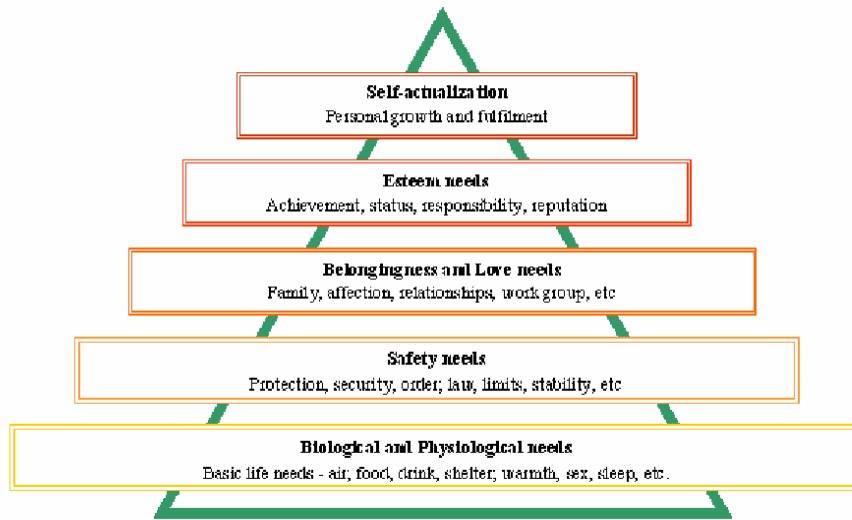 Self-actualization
Personal growth and fulfilment
Esteem needs
Achievement, status, responsibility, reputation
Belongingness and Love needs
Family, affection, relationships, work group, etc
Safety needs
Protection, security, order, law, limits, stability, etc
Biological and Physiological needs
Basic life needs - air, food, drink, shelter, warmth, sex, sleep, etc.